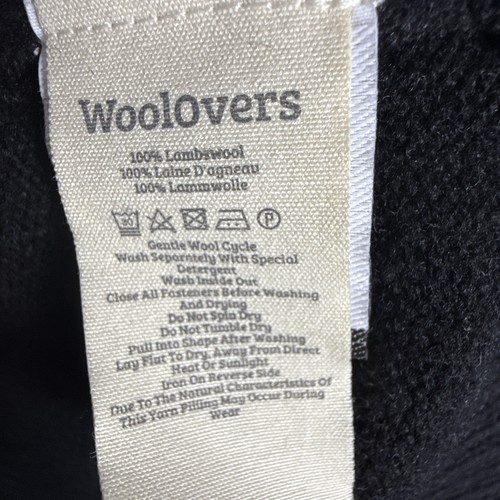 WoolOvers
100% Lambswool
100% Laine D'agneau
100% Lammwolle
P
Gentle Wool Cycle
Wash Separately With Special
Detergent
Wash Inside Out
Close All Fasteners Before Washing
And Drying
Do Not Spin Dry
Do Not Tumble Dry
Pull Into Shape After Washing
Lay Flat To Dry, Away From Direct
Heat Or Sunlight
Iron On Reverse Side
Due To The Natural Characteristics Of
This Yarn Pilling May Occur During
Wear